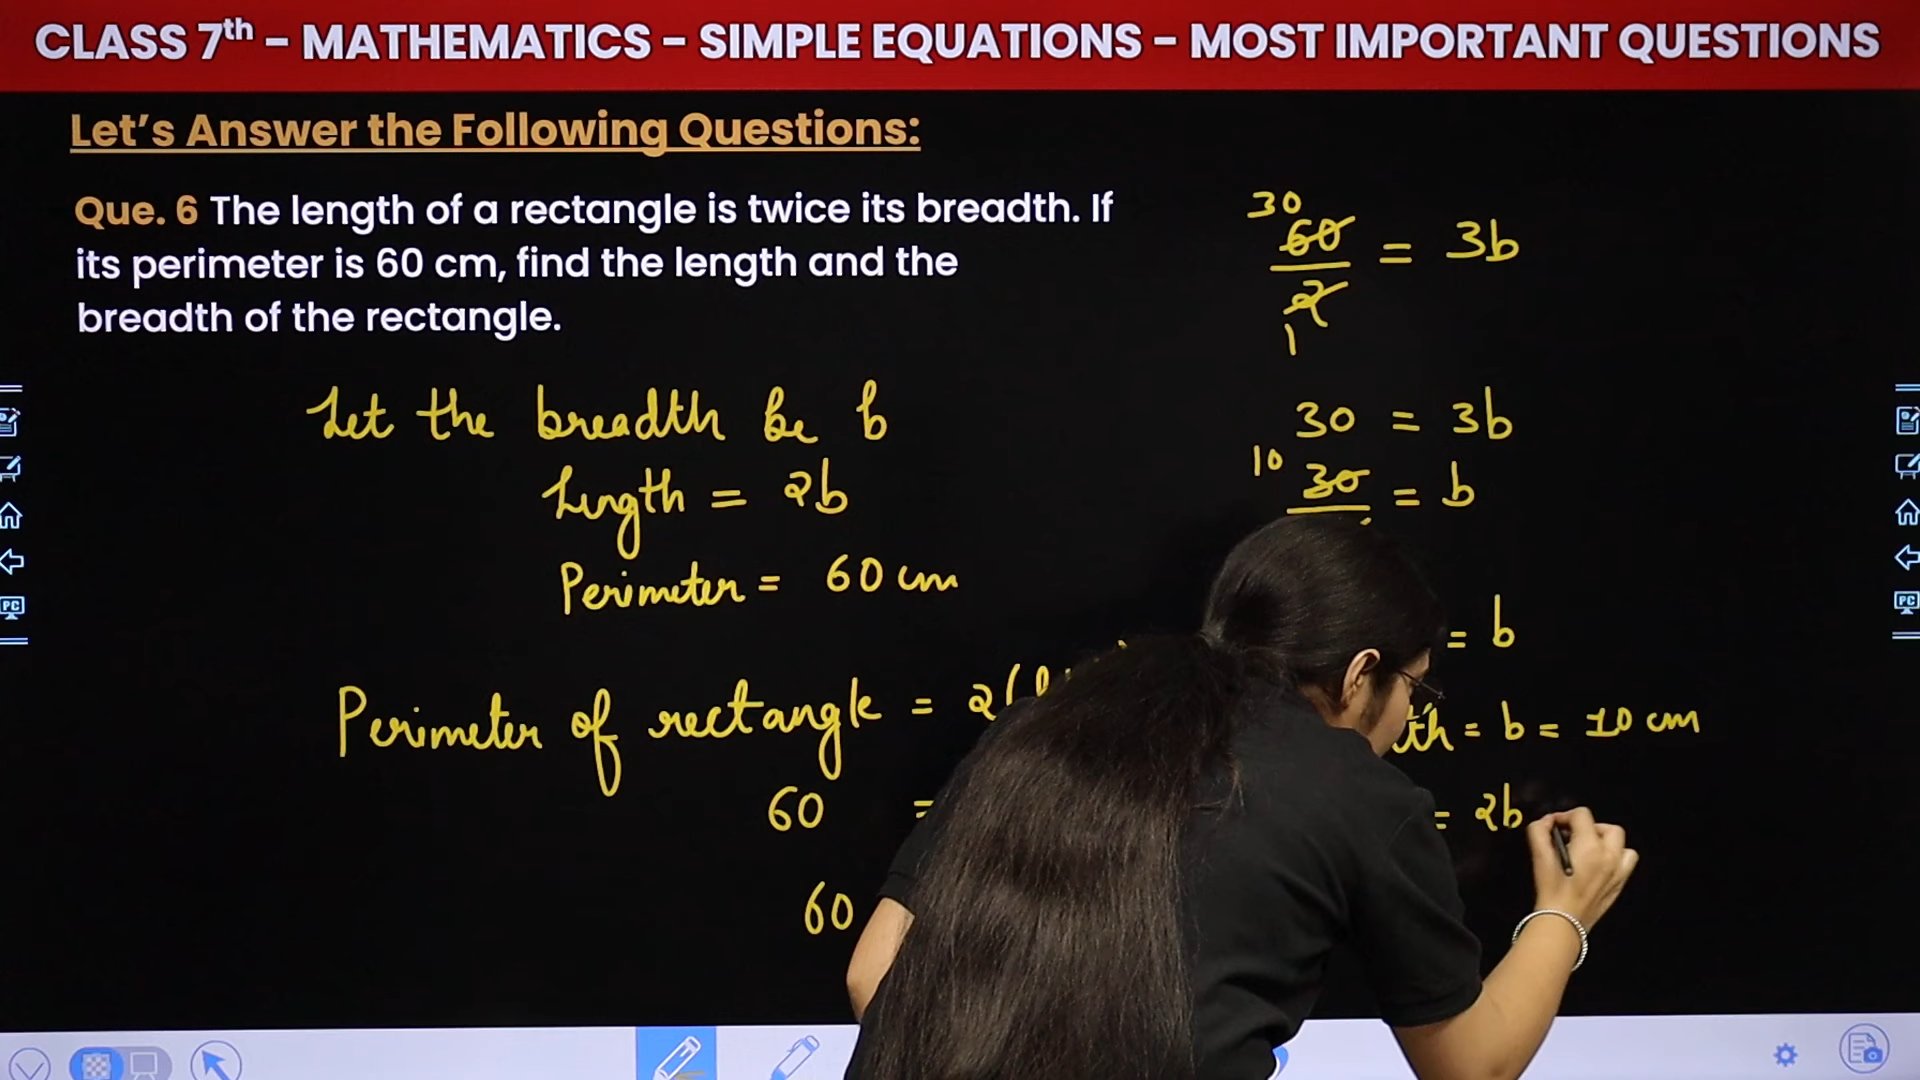 CLASS 7th - MATHEMATICS - SIMPLE EQUATIONS - MOST IMPORTANT QUESTIONS
Let's Answer the Following Questions:
Que. 6 The length of a rectangle is twice its breadth. If
its perimeter is 60 cm, find the length and the
breadth of the rectangle.
Let the breadth be b
Length = 2b
Perimeter = 60 cm
Perimeter of rectangle = 2(l
60 =
60
30
60
= 3b
2
1
30 = 3b
10
30 = b
= b
th = b = 10 cm
= 2b
PC
PC